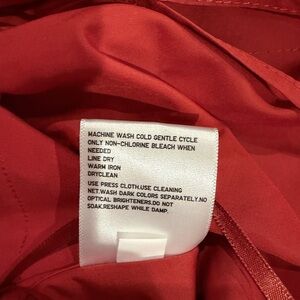 MACHINE WASH COLD GENTLE CYCLE
ONLY NON-CHLORINE BLEACH WHEN
NEEDED
LINE DRY
WARM IRON
DRYCLEAN
USE PRESS CLOTH.USE CLEANING
NET.WASH DARK COLORS SEPARATELY.NO
OPTICAL BRIGHTENERS.DO NOT
SOAK.RESHAPE WHILE DAMP.